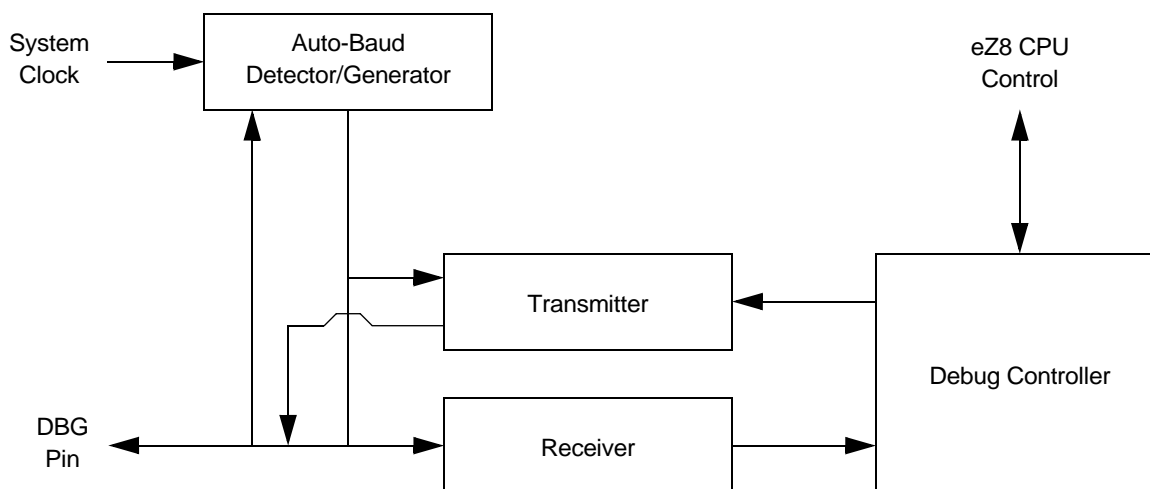 System
Clock
Auto-Baud
Detector/Generator
eZ8 CPU
Control
Transmitter
Debug Controller
DBG
Pin
Receiver